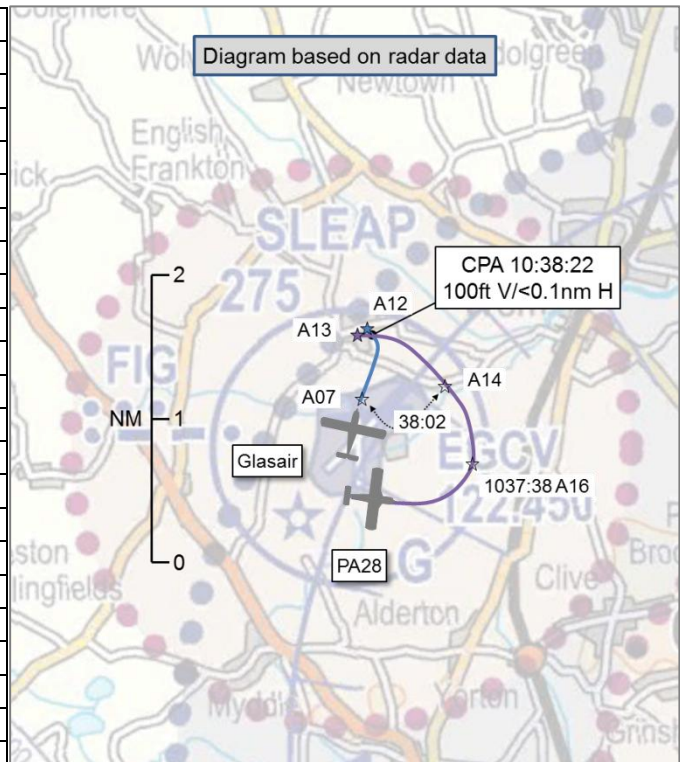 Colemere
Diagram based on radar data
Newtown
English
Frankton
SLEAP
275
CPA 10:38:22
100ft V/<0.1nm H
2
A12
A13
A14
FIG
A07
38:02
NM
1
Glasair
EGCV
1037:38 A16
122.450
0
PA28
G
Clive
Alderton
Myddle
Yorton